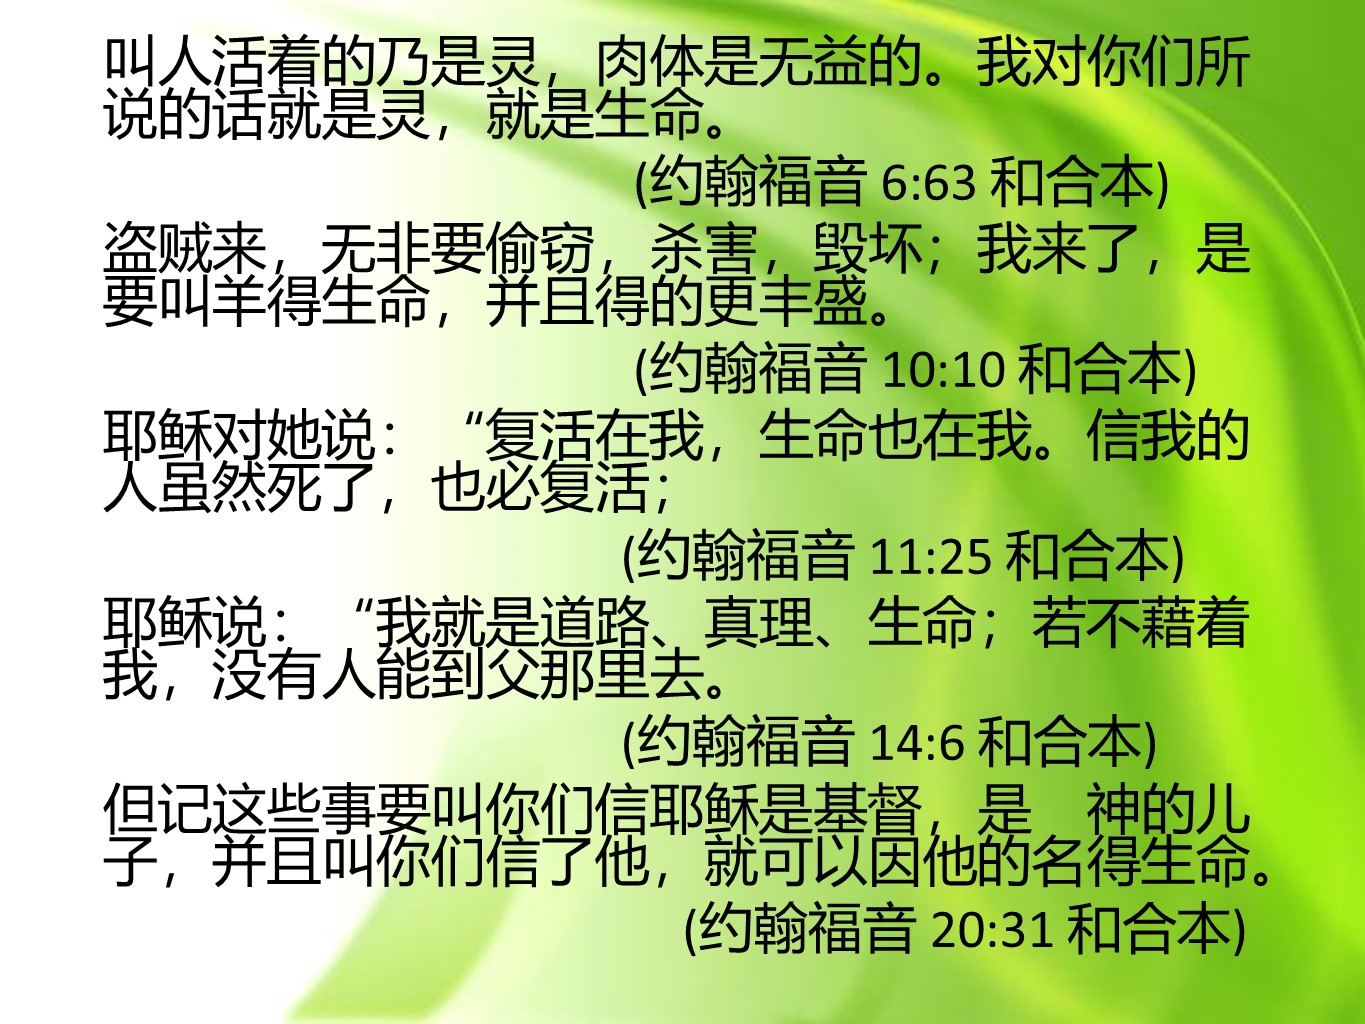 叫人活着的乃是灵，肉体是无益的。我对你们所
说的话就是灵，就是生命。
(约翰福音 6:63 和合本)
盗贼来，无非要偷窃，杀害，毁坏；我来了，是
要叫羊得生命，并且得的更丰盛。
(约翰福音 10:10 和合本)
耶稣对她说：“复活在我，生命也在我。信我的
人虽然死了，也必复活；
(约翰福音 11:25 和合本)
耶稣说：“我就是道路、真理、生命；若不藉着
我，没有人能到父那里去。
(约翰福音 14:6 和合本)
但记这些事要叫你们信耶稣是基督，是　神的儿
子，并且叫你们信了他，就可以因他的名得生命。
(约翰福音 20:31 和合本)